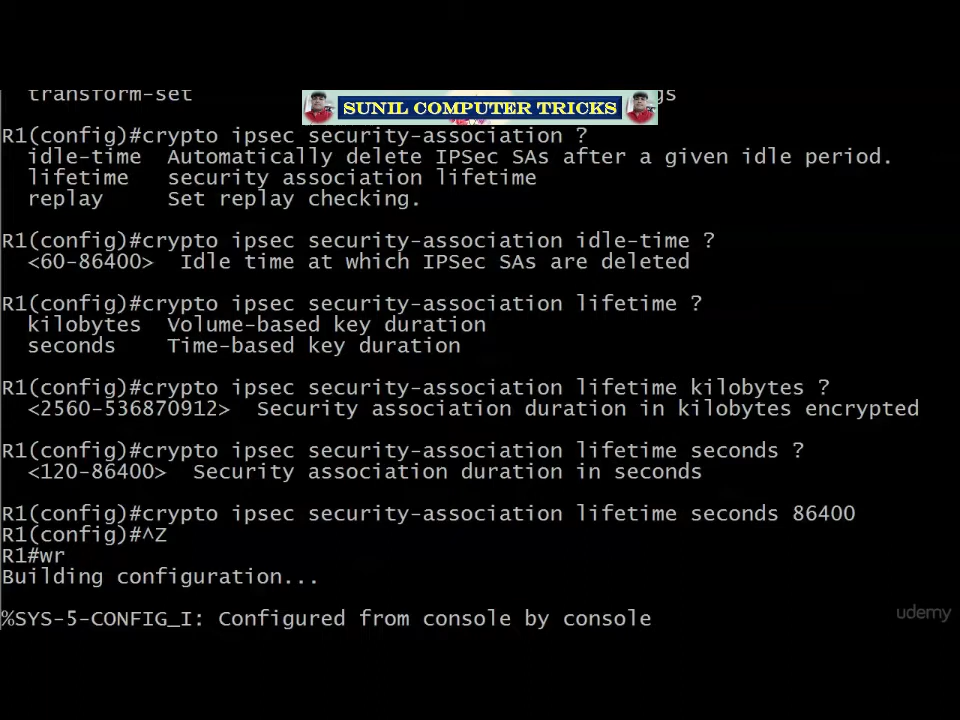 transform-set gs
SUNIL COMPUTER TRICKS
R1(config)#crypto ipsec security-association ?
idle-time Automatically delete IPSec SAs after a given idle period.
lifetime security association lifetime
replay Set replay checking.
R1(config)#crypto ipsec security-association idle-time ?
<60-86400> Idle time at which IPSec SAs are deleted
R1(config)#crypto ipsec security-association lifetime ?
kilobytes Volume-based key duration
seconds Time-based key duration
R1(config)#crypto ipsec security-association lifetime kilobytes ?
<2560-536870912> Security association duration in kilobytes encrypted
R1(config)#crypto ipsec security-association lifetime seconds ?
<120-86400> Security association duration in seconds
R1(config)#crypto ipsec security-association lifetime seconds 86400
R1(config)#^Z
R1#wr
Building configuration...
%SYS-5-CONFIG_I: Configured from console by console
udemy